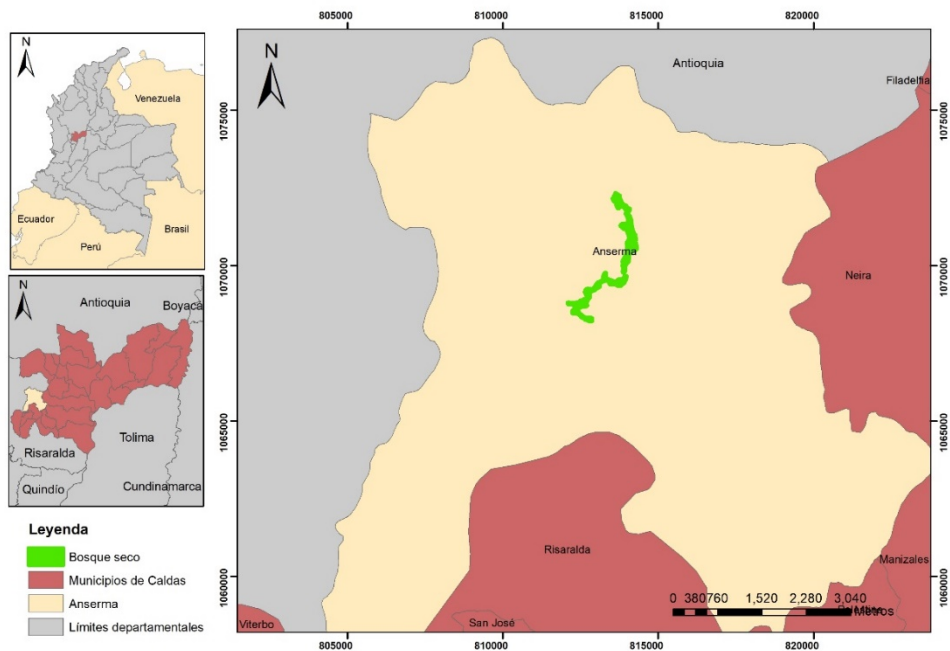 N
Venezuela
Ecuador
Brasil
Perú
N
Antioquia
Boyacá
Tolima
Risaralda
Quindío
Cundinamarca
Leyenda
Bosque seco
Municipios de Caldas
Anserma
Límites departamentales
805000
810000
815000
820000
N
Antioquia
Filadelfia
1075000
1075000
Anserma
1070000
1070000
Neira
1065000
1065000
Risaralda
Manizales
1060000
1060000
0 380760 1,520 2,280 3,040
Metros
Viterbo
San José
805000
810000
815000
820000